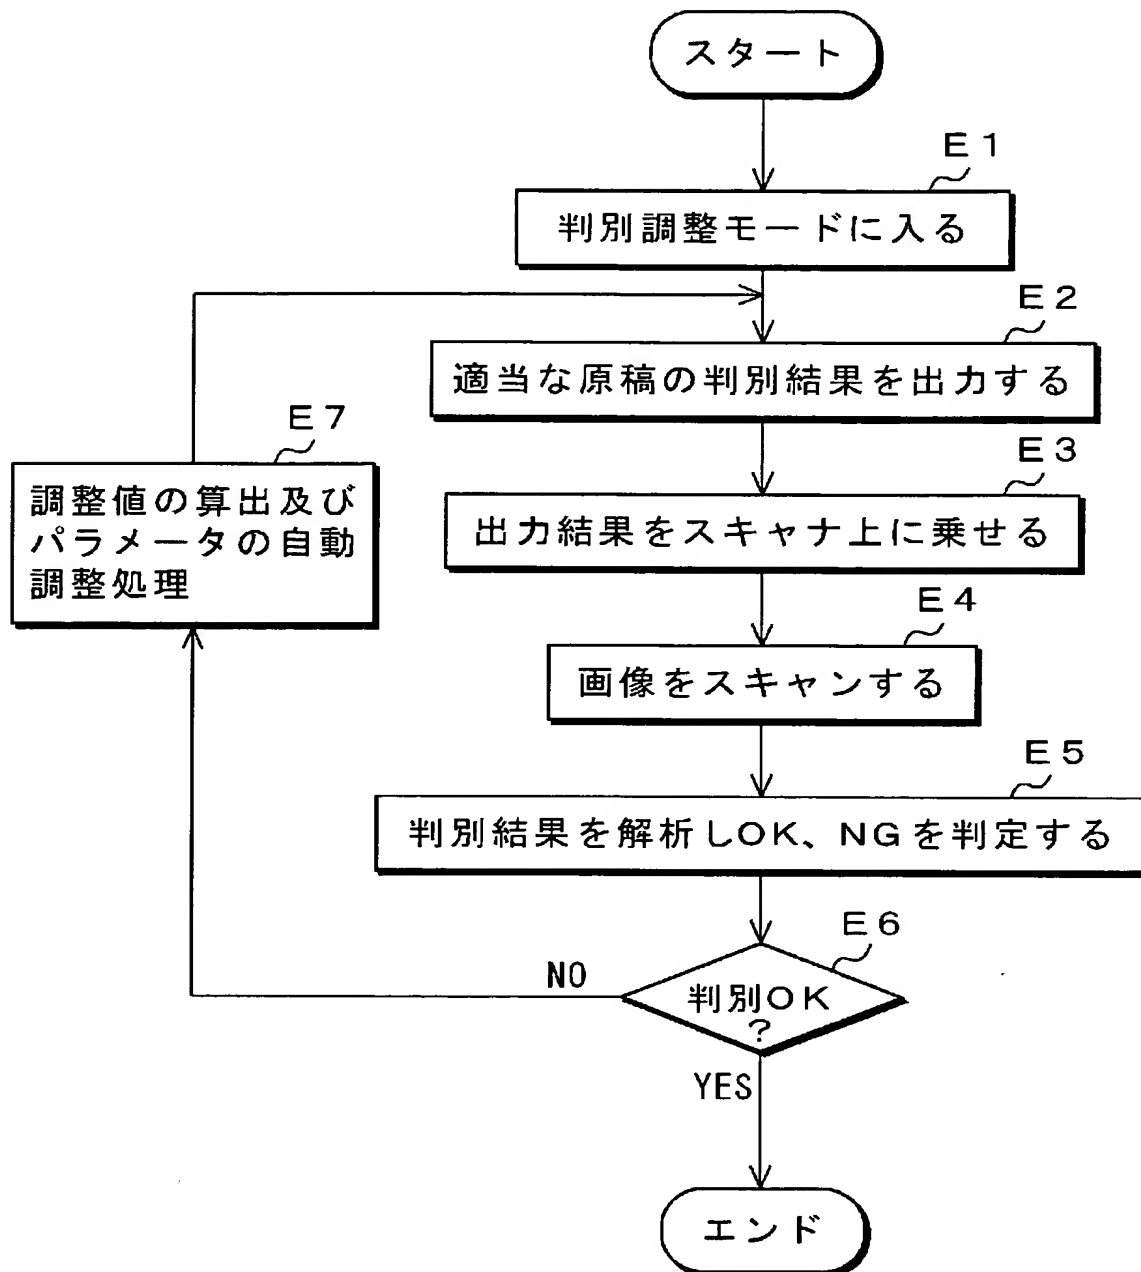 スタート
E1
判別調整モードに入る
E2
適当な原稿の判別結果を出力する
E3
出力結果をスキャナ上に乗せる
E4
画像をスキャンする
E5
判別結果を解析しOK、NGを判定する
E6
判別OK
?
NO
YES
E7
調整値の算出及び
パラメータの自動
調整処理
エンド